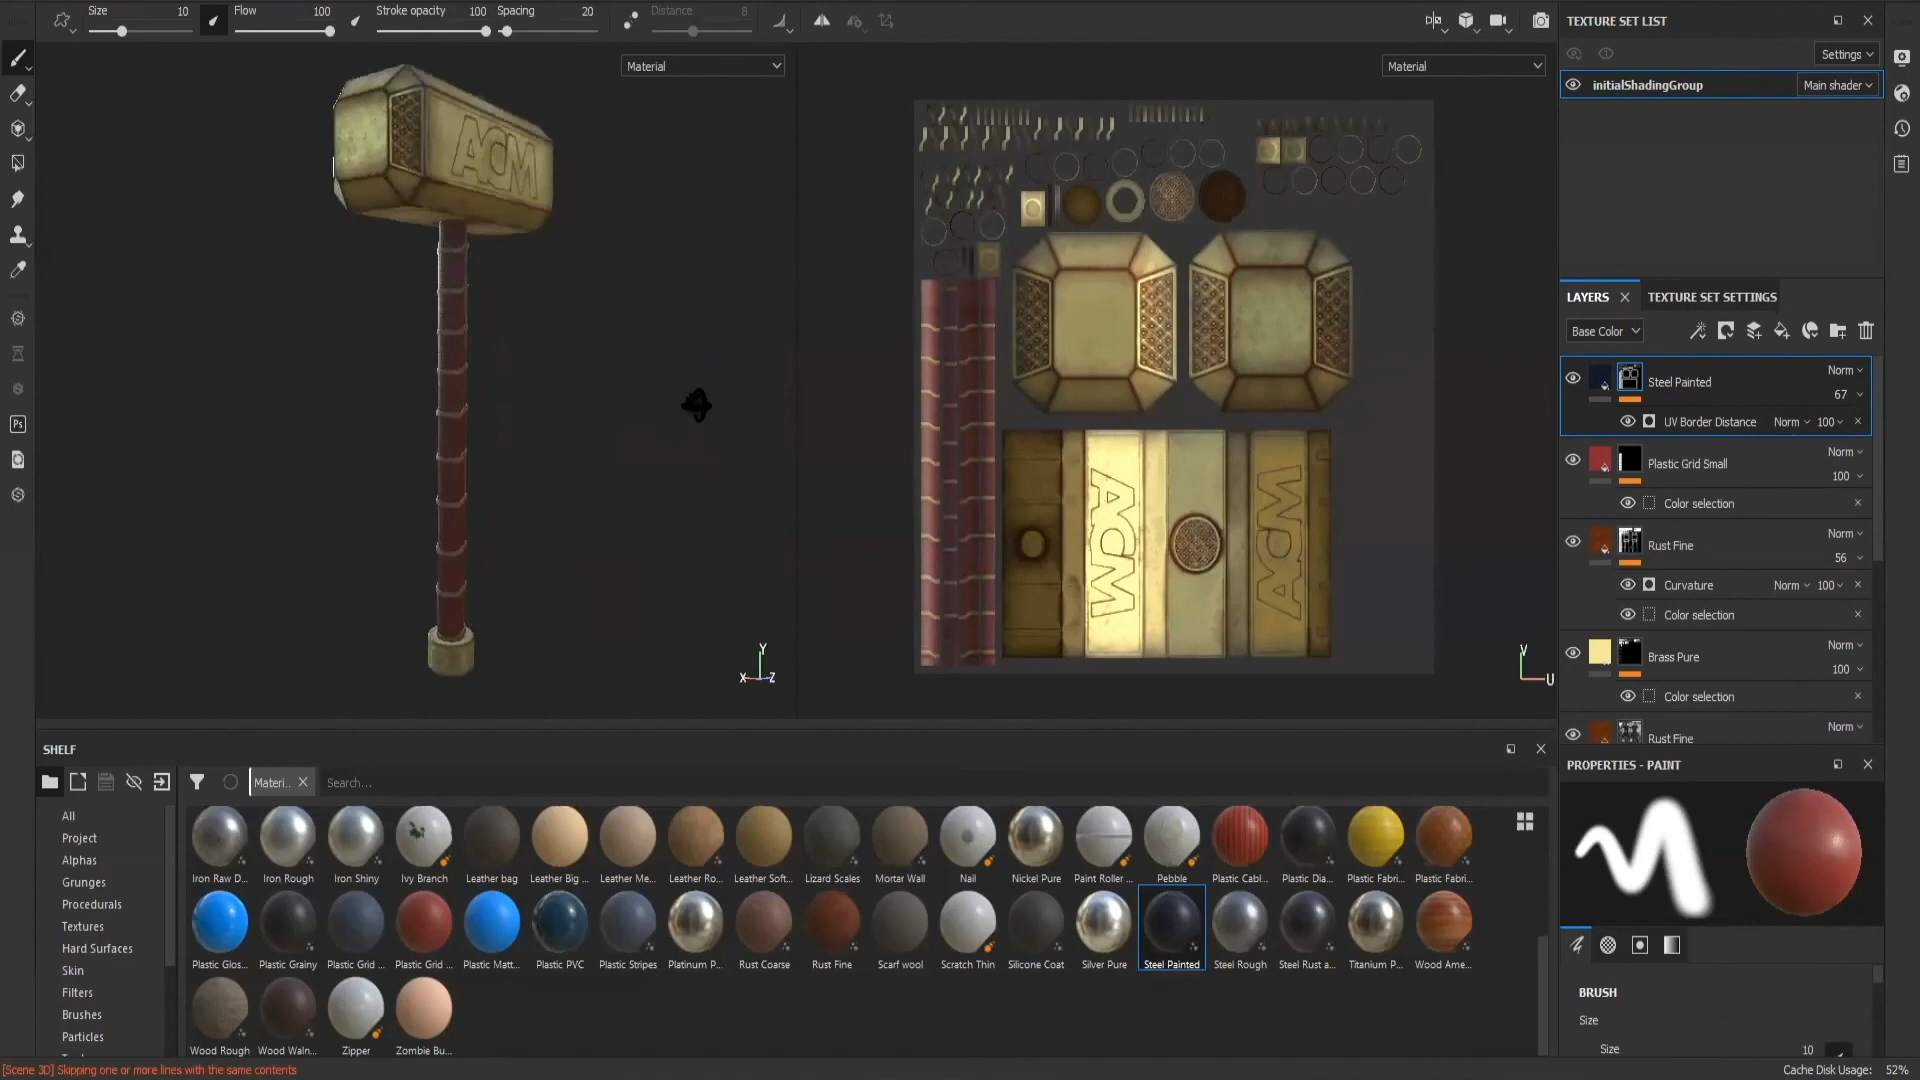 Size 10 Flow 100 Stroke opacity 100 Spacing 20 Distance 8
TEXTURE SET LIST
Settings
initialShadingGroup Main shader
Material
Material
ACM
ACM
ACM
Y
X Z
V
U
LAYERS TEXTURE SET SETTINGS
Base Color
Steel Painted Norm 67
UV Border Distance Norm 100
Plastic Grid Small Norm 100
Color selection
Rust Fine Norm 56
Curvature Norm 100
Color selection
Brass Pure Norm 100
Color selection
Rust Fine Norm
Ps
SHELF
Materi.. Search...
All
Project
Alphas
Grunges
Procedurals
Textures
Hard Surfaces
Skin
Filters
Brushes
Particles
Iron Raw D... Iron Rough Iron Shiny Ivy Branch Leather bag Leather Big ... Leather Me... Leather Ro... Leather Soft... Lizard Scales Mortar Wall Nail Nickel Pure Paint Roller ... Pebble Plastic Cabl... Plastic Dia... Plastic Fabri... Plastic Fabri...
Plastic Glos... Plastic Grainy Plastic Grid ... Plastic Grid ... Plastic Matt... Plastic PVC Plastic Stripes Platinum P... Rust Coarse Rust Fine Scarf wool Scratch Thin Silicone Coat Silver Pure Steel Painted Steel Rough Steel Rust a... Titanium P... Wood Ame...
Wood Rough Wood Waln... Zipper Zombie Bu...
PROPERTIES - PAINT
BRUSH
Size
Size 10
[Scene 3D] Skipping one or more lines with the same contents
Cache Disk Usage: 52%